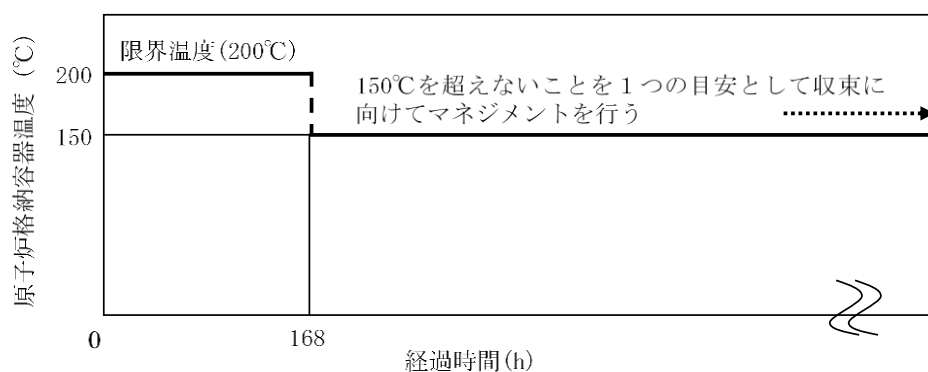 限界温度(200℃)
200
150℃を超えないことを1つの目安として収束に
向けてマネジメントを行う
150
原子炉格納容器温度 (℃)
0
168
経過時間(h)